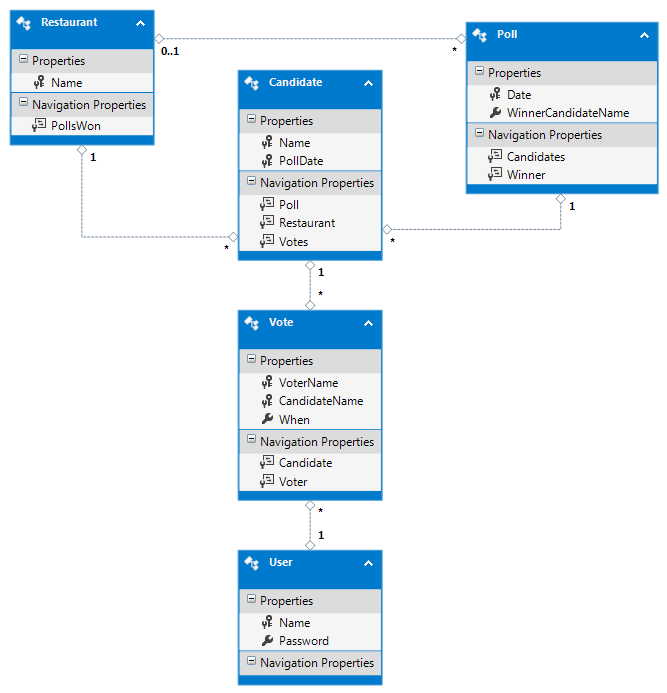 Restaurant
Properties
Name
Navigation Properties
PollsWon
0..1
*
Poll
Properties
Date
WinnerCandidateName
Navigation Properties
Candidates
Winner
1
*
Candidate
Properties
Name
PollDate
Navigation Properties
Poll
Restaurant
Votes
1
*
1
*
Vote
Properties
VoterName
CandidateName
When
Navigation Properties
Candidate
Voter
*
1
User
Properties
Name
Password
Navigation Properties